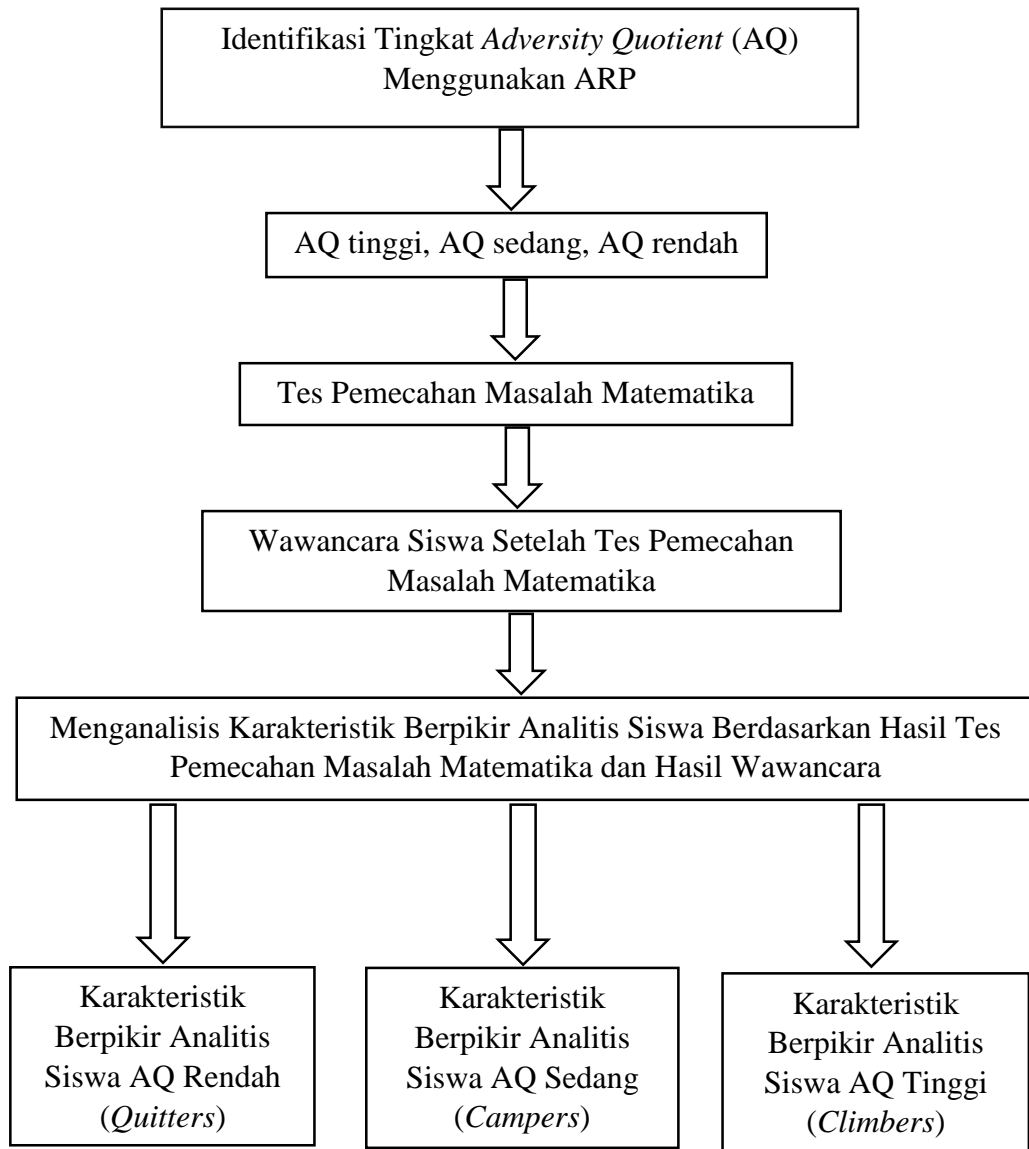 Identifikasi Tingkat Adversity Quotient (AQ)
Menggunakan ARP
AQ tinggi, AQ sedang, AQ rendah
Tes Pemecahan Masalah Matematika
Wawancara Siswa Setelah Tes Pemecahan
Masalah Matematika
Menganalisis Karakteristik Berpikir Analitis Siswa Berdasarkan Hasil Tes
Pemecahan Masalah Matematika dan Hasil Wawancara
Karakteristik
Berpikir Analitis
Siswa AQ Rendah
(Quitters)
Karakteristik
Berpikir Analitis
Siswa AQ Sedang
(Campers)
Karakteristik
Berpikir Analitis
Siswa AQ Tinggi
(Climbers)